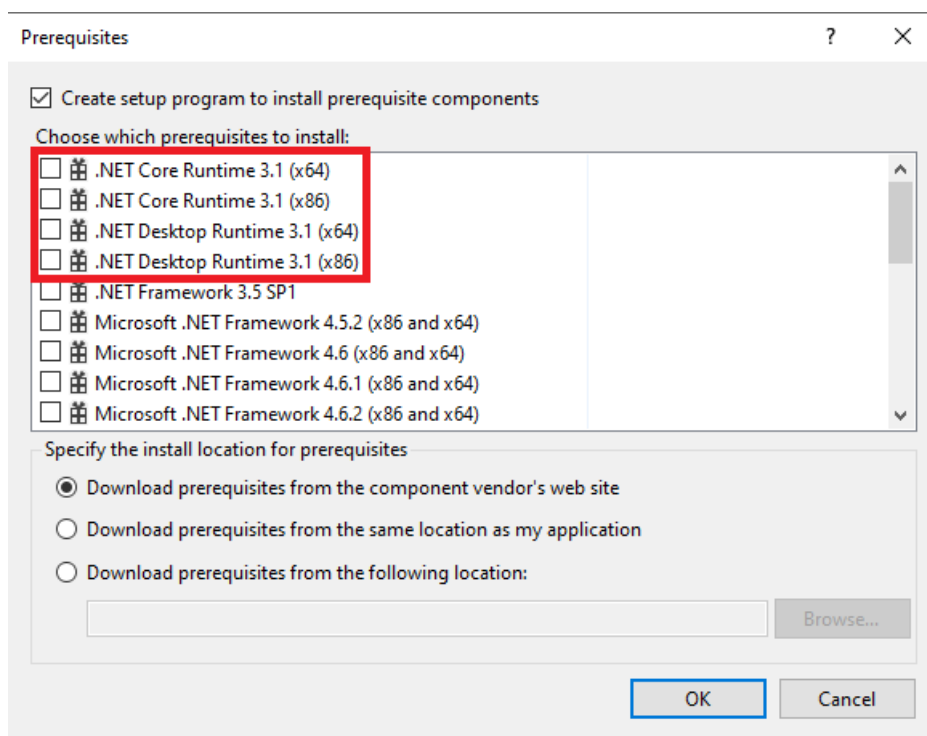 Prerequisites
?
Create setup program to install prerequisite components
Choose which prerequisites to install:
.NET Core Runtime 3.1 (x64)
.NET Core Runtime 3.1 (x86)
.NET Desktop Runtime 3.1 (x64)
.NET Desktop Runtime 3.1 (x86)
.NET Framework 3.5 SP1
Microsoft .NET Framework 4.5.2 (x86 and x64)
Microsoft .NET Framework 4.6 (x86 and x64)
Microsoft .NET Framework 4.6.1 (x86 and x64)
Microsoft .NET Framework 4.6.2 (x86 and x64)
Specify the install location for prerequisites
Download prerequisites from the component vendor's web site
Download prerequisites from the same location as my application
Download prerequisites from the following location:
Browse...
OK Cancel